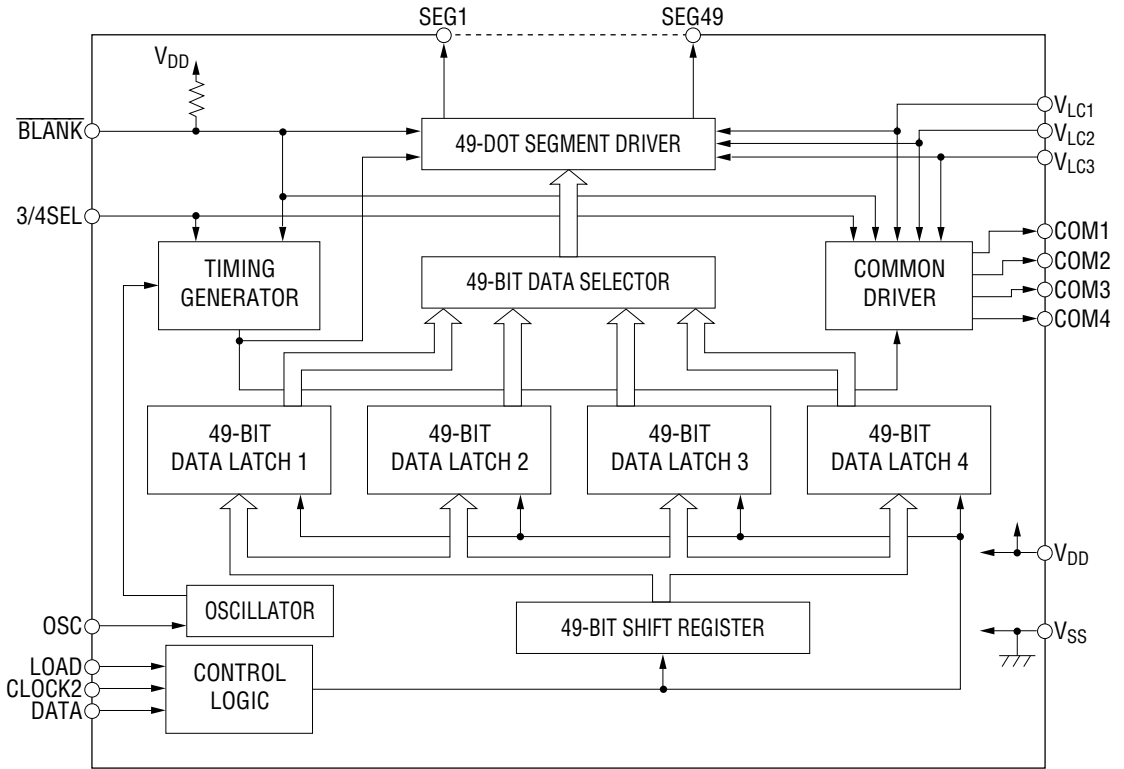 SEG1
SEG49
VDD
BLANK
VLC1
49-DOT SEGMENT DRIVER
VLC2
VLC3
3/4SEL
COM1
TIMING
GENERATOR
49-BIT DATA SELECTOR
COMMON
DRIVER
COM2
COM3
COM4
49-BIT
DATA LATCH 1
49-BIT
DATA LATCH 2
49-BIT
DATA LATCH 3
49-BIT
DATA LATCH 4
VDD
OSCILLATOR
OSC
49-BIT SHIFT REGISTER
VSS
LOAD
CLOCK2
DATA
CONTROL
LOGIC